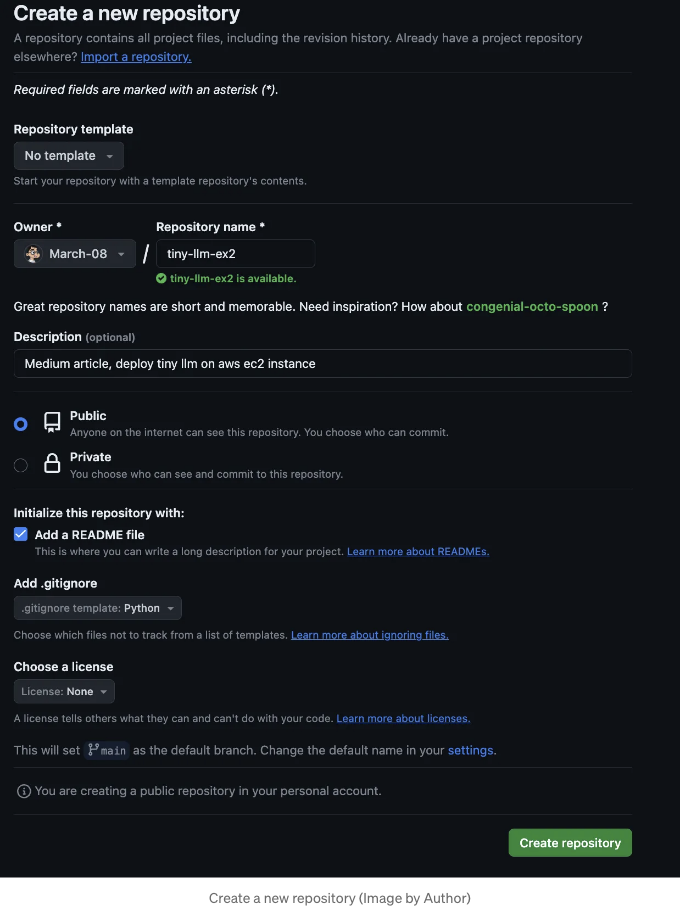 Create a new repository
A repository contains all project files, including the revision history. Already have a project repository
elsewhere? Import a repository.
Required fields are marked with an asterisk (*).
Repository template
No template
Start your repository with a template repository's contents.
Owner *
Repository name *
March-08
/
tiny-llm-ex2
tiny-llm-ex2 is available.
Great repository names are short and memorable. Need inspiration? How about congenial-octo-spoon ?
Description (optional)
Medium article, deploy tiny llm on aws ec2 instance
Public
Anyone on the internet can see this repository. You choose who can commit.
Private
You choose who can see and commit to this repository.
Initialize this repository with:
Add a README file
This is where you can write a long description for your project. Learn more about READMEs.
Add .gitignore
.gitignore template: Python
Choose which files not to track from a list of templates. Learn more about ignoring files.
Choose a license
License: None
A license tells others what they can and can't do with your code. Learn more about licenses.
This will set main as the default branch. Change the default name in your settings.
You are creating a public repository in your personal account.
Create repository
Create a new repository (Image by Author)